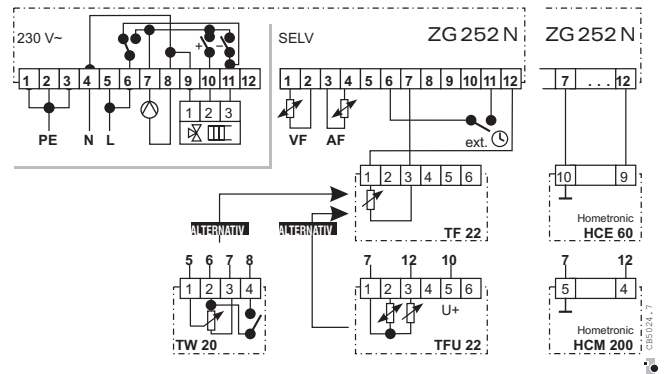 230 V~
+ −
SELV
ZG 252 N
ZG 252 N
1 2 3 4 5 6 7 8 9 10 11 12
1 2 3 4 5 6 7 8 9 10 11 12
7 . . . 12
1 2 3
PE N L
VF AF
ext.
1 2 3 4 5 6
TF 22
10 9
Hometronic
HCE 60
ALTERNATIV
ALTERNATIV
5 6 7 8
1 2 3 4
TW 20
7 12 10
1 2 3 4 5 6
U+
TFU 22
7 12
5 4
Hometronic
HCM 200
CB5024.7